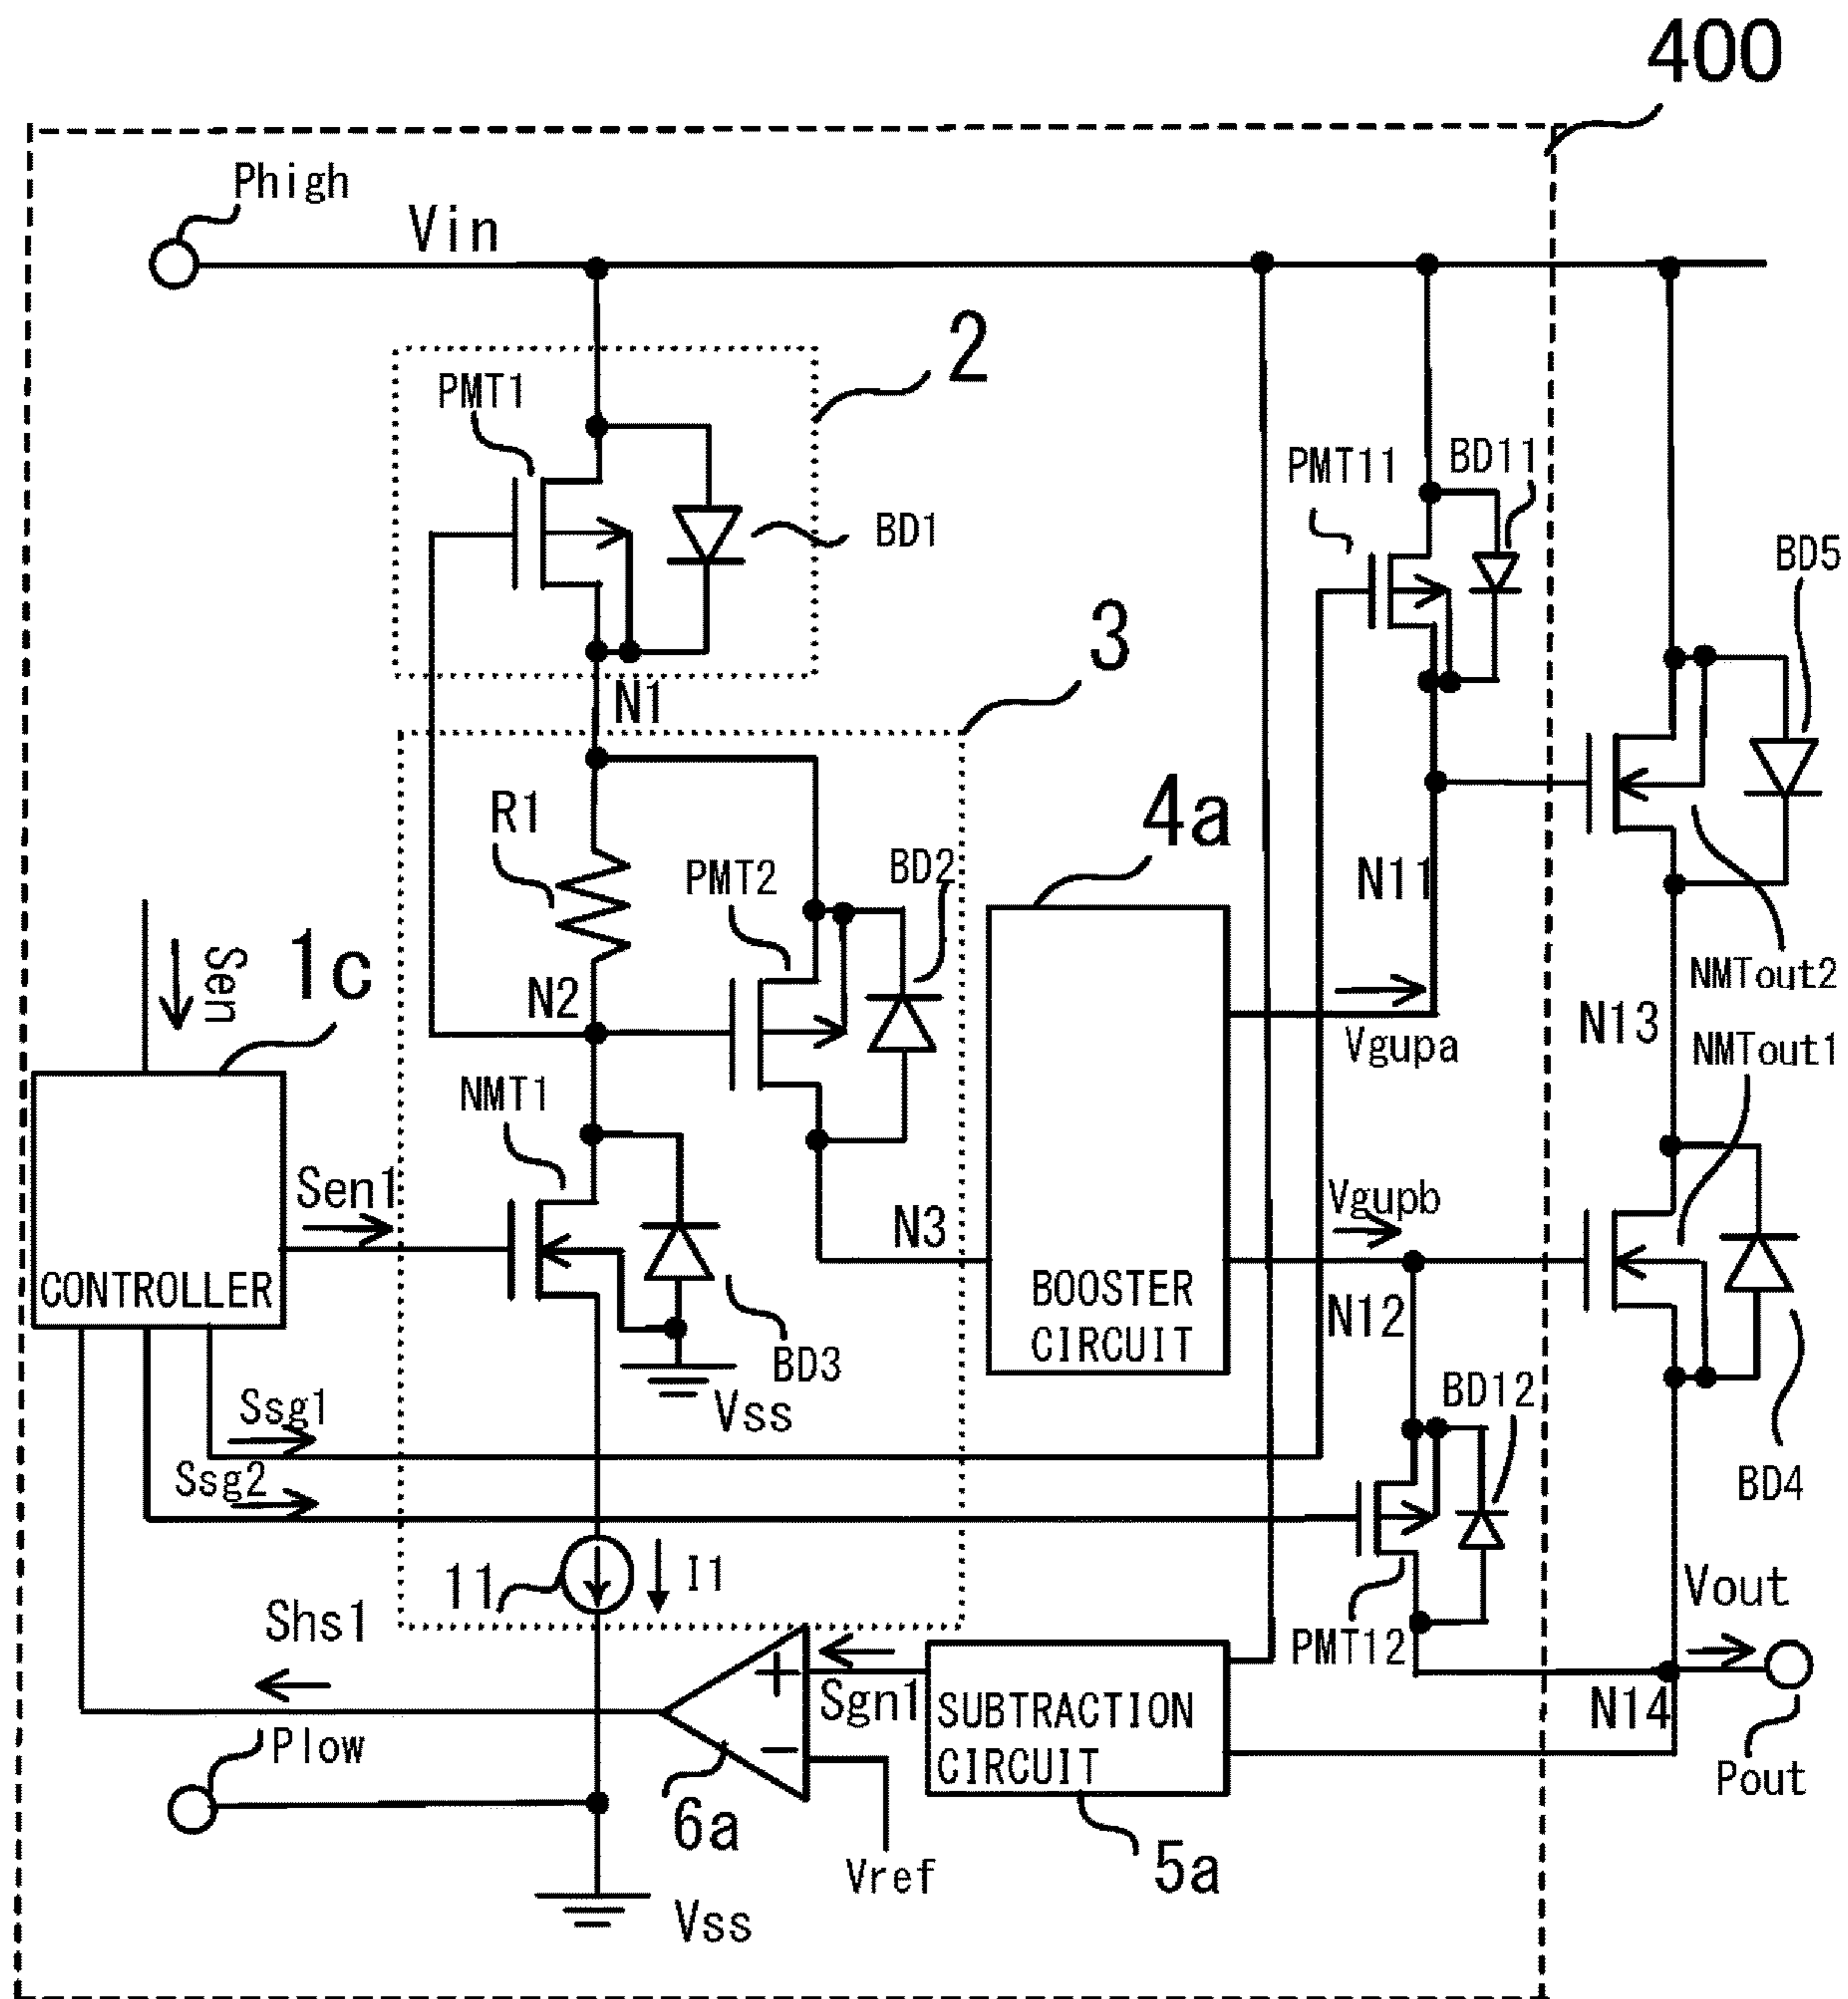 400
Phigh
Vin
2
PMT1
BD1
PMT11
BD11
BD5
3
N1
R1
4a
PMT2
BD2
N11
Sen
1c
N2
NMTout2
N13
Vgupa
NMTout1
NMT1
Sen1
Vgupb
N3
CONTROLLER
BOOSTER
CIRCUIT
N12
BD3
Vss
BD12
Ssg1
Ssg2
BD4
11
I1
Vout
Shs1
PMT12
+
Sgn1
SUBTRACTION
CIRCUIT
N14
Plow
−
Pout
6a
Vref
5a
Vss